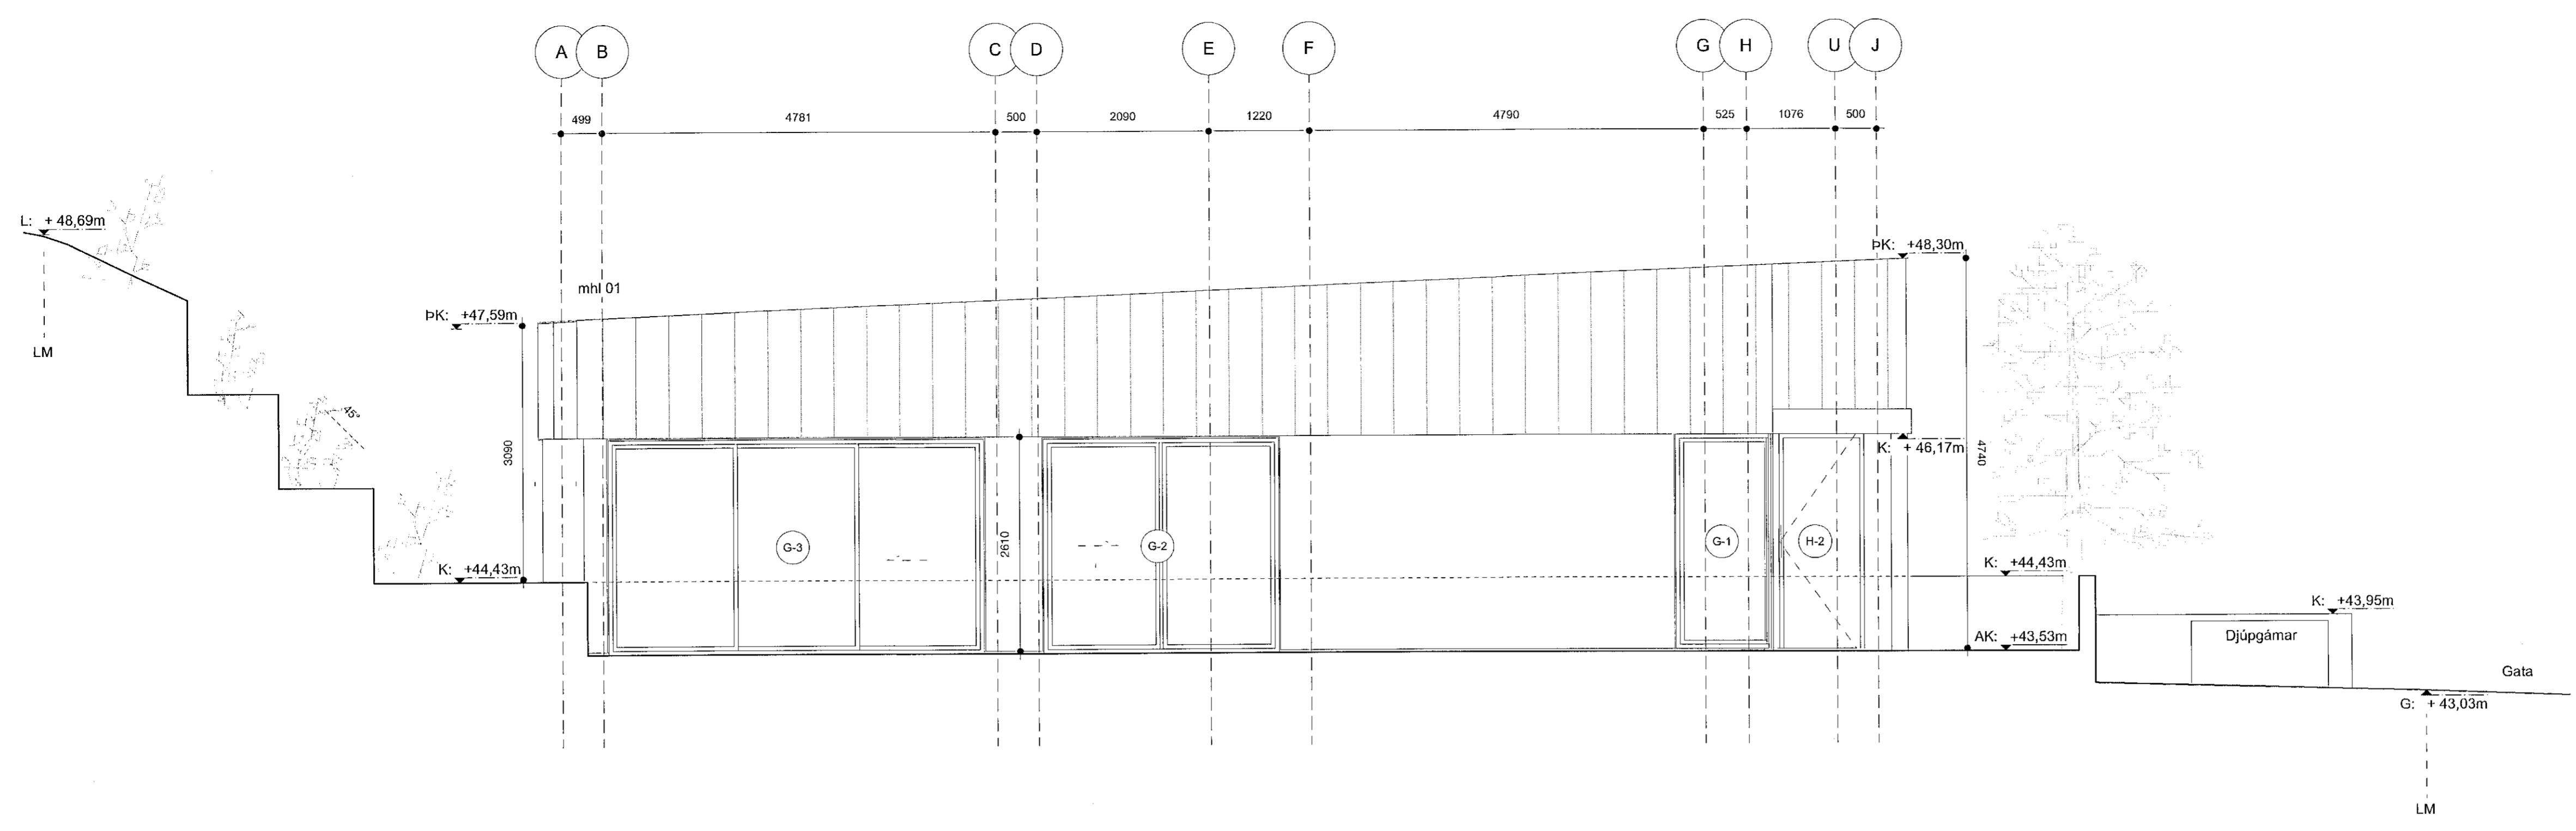 A B C D E F G H U J
499 4781 500 2090 1220 4790 525 1076 500
L: + 48,69m
ÞK: +48,30m
mhl 01
ÞK: +47,59m
LM
45°
K: + 46,17m
3090
4740
2610
G-3
G-2
G-1
H-2
K: +44,43m
K: +44,43m
K: +43,95m
AK: +43,53m
Djúpgámar
Gata
G: + 43,03m
LM